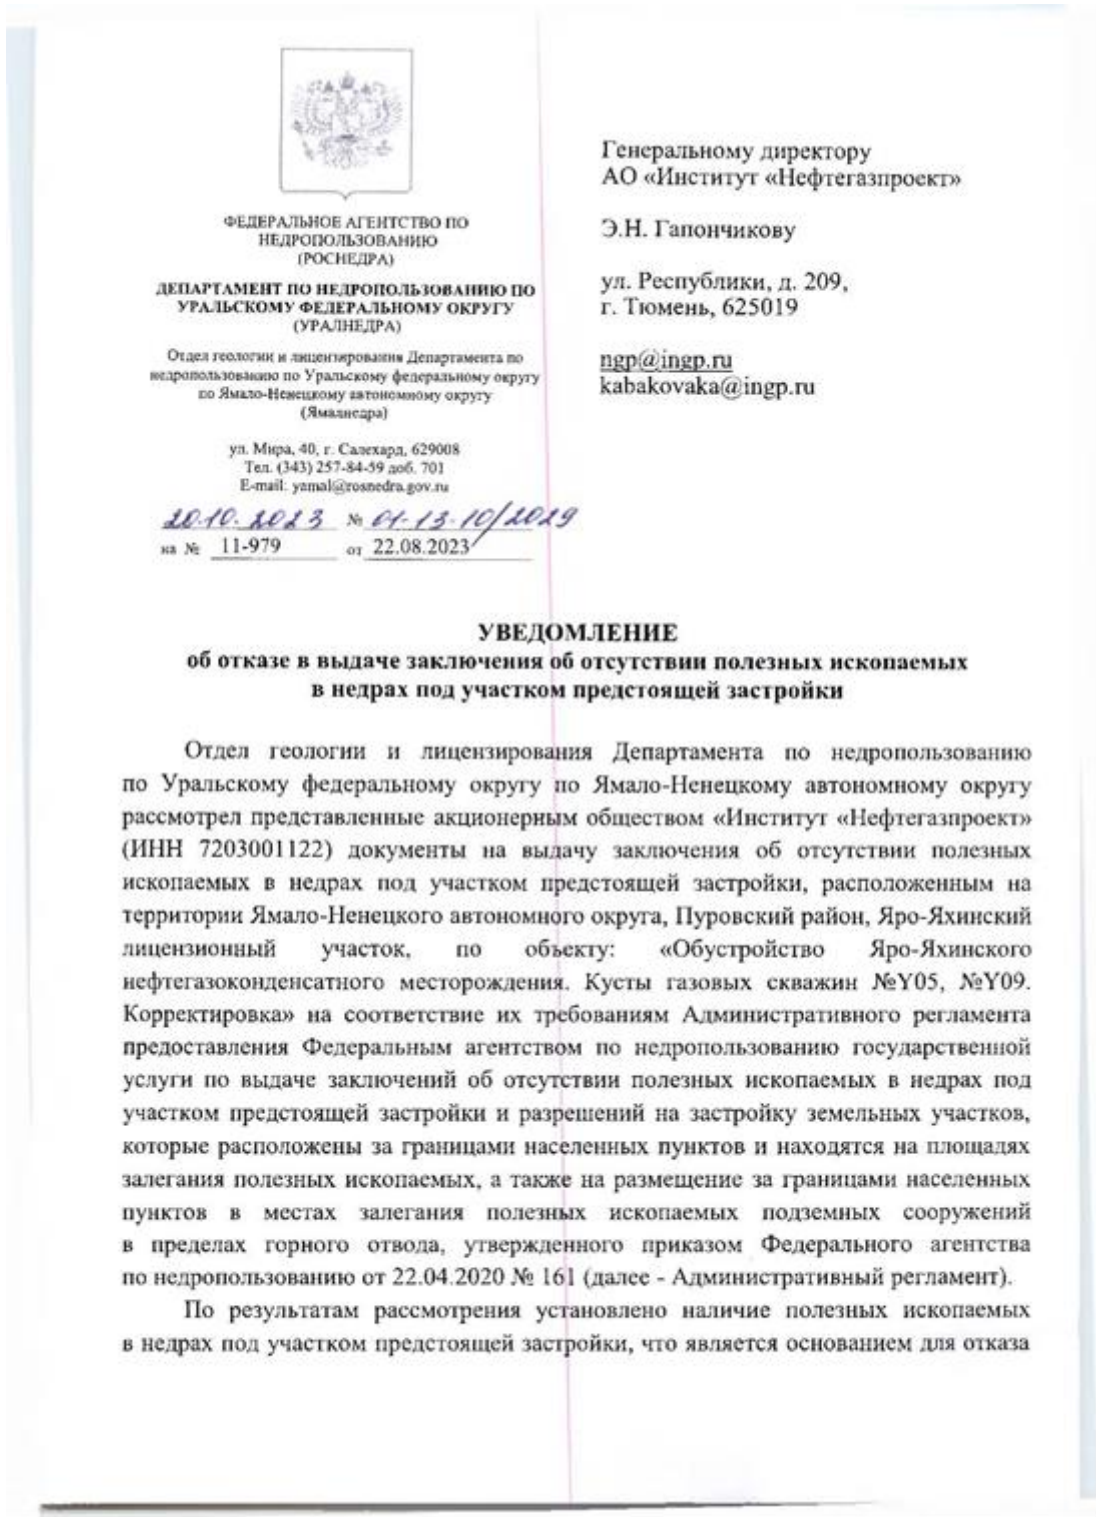 ФЕДЕРАЛЬНОЕ АГЕНТСТВО ПО
НЕДРОПОЛЬЗОВАНИЮ
(РОСНЕДРА)
ДЕПАРТАМЕНТ ПО НЕДРОПОЛЬЗОВАНИЮ ПО
УРАЛЬСКОМУ ФЕДЕРАЛЬНОМУ ОКРУГУ
(УРАЛНЕДРА)
Отдел геологии и лицензирования Департамента по
недропользованию по Уральскому федеральному округу
по Ямало-Ненецкому автономному округу
(Ямалнедра)
ул. Мира, 40, г. Салехард, 629008
Тел. (343) 257-84-59 доб. 701
E-mail: yamal@rosnedra.gov.ru
20.10.2023 № 01-13-10/2029
на № 11-979 от 22.08.2023
Генеральному директору
АО «Институт «Нефтегазпроект»
Э.Н. Гапончикову
ул. Республики, д. 209,
г. Тюмень, 625019
ngp@ingp.ru
kabakovaka@ingp.ru
УВЕДОМЛЕНИЕ
об отказе в выдаче заключения об отсутствии полезных ископаемых
в недрах под участком предстоящей застройки
Отдел геологии и лицензирования Департамента по недропользованию
по Уральскому федеральному округу по Ямало-Ненецкому автономному округу
рассмотрел представленные акционерным обществом «Институт «Нефтегазпроект»
(ИНН 7203001122) документы на выдачу заключения об отсутствии полезных
ископаемых в недрах под участком предстоящей застройки, расположенным на
территории Ямало-Ненецкого автономного округа, Пуровский район, Яро-Яхинский
лицензионный участок, по объекту: «Обустройство Яро-Яхинского
нефтегазоконденсатного месторождения. Кусты газовых скважин №Y05, №Y09.
Корректировка» на соответствие их требованиям Административного регламента
предоставления Федеральным агентством по недропользованию государственной
услуги по выдаче заключений об отсутствии полезных ископаемых в недрах под
участком предстоящей застройки и разрешений на застройку земельных участков,
которые расположены за границами населенных пунктов и находятся на площадях
залегания полезных ископаемых, а также на размещение за границами населенных
пунктов в местах залегания полезных ископаемых подземных сооружений
в пределах горного отвода, утвержденного приказом Федерального агентства
по недропользованию от 22.04.2020 № 161 (далее - Административный регламент).
По результатам рассмотрения установлено наличие полезных ископаемых
в недрах под участком предстоящей застройки, что является основанием для отказа